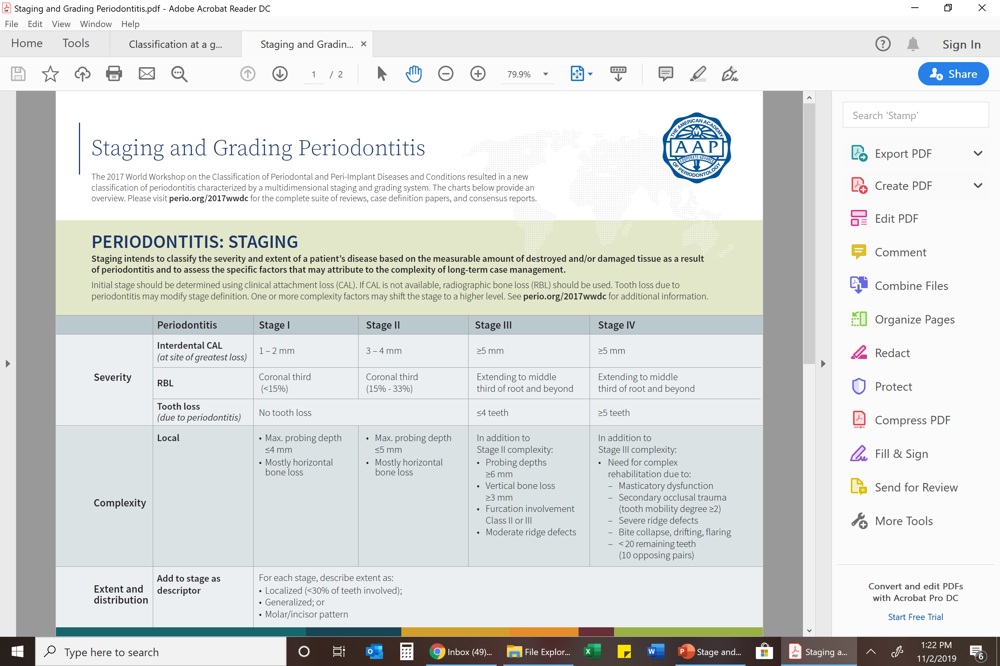 Staging and Grading Periodontitis.pdf - Adobe Acrobat Reader DC
File Edit View Window Help
Home Tools Classification at a g... Staging and Gradin... Sign In
1 / 2 79.9% Share
Search 'Stamp'
Export PDF
Create PDF
Edit PDF
Comment
Combine Files
Organize Pages
Redact
Protect
Compress PDF
Fill & Sign
Send for Review
More Tools
Convert and edit PDFs
with Acrobat Pro DC
Start Free Trial
THE AMERICAN ACADEMY
AAP
COOPERATE-ADVANCE
OF PERIODONTOLOGY
Staging and Grading Periodontitis
The 2017 World Workshop on the Classification of Periodontal and Peri-Implant Diseases and Conditions resulted in a new
classification of periodontitis characterized by a multidimensional staging and grading system. The charts below provide an
overview. Please visit perio.org/2017wwdc for the complete suite of reviews, case definition papers, and consensus reports.
PERIODONTITIS: STAGING
Staging intends to classify the severity and extent of a patient’s disease based on the measurable amount of destroyed and/or damaged tissue as a result
of periodontitis and to assess the specific factors that may attribute to the complexity of long-term case management.
Initial stage should be determined using clinical attachment loss (CAL). If CAL is not available, radiographic bone loss (RBL) should be used. Tooth loss due to
periodontitis may modify stage definition. One or more complexity factors may shift the stage to a higher level. See perio.org/2017wwdc for additional information.
Periodontitis Stage I Stage II Stage III Stage IV
Severity
Interdental CAL
(at site of greatest loss)
1 – 2 mm
3 – 4 mm
≥5 mm
≥5 mm
RBL
Coronal third
(<15%)
Coronal third
(15% - 33%)
Extending to middle
third of root and beyond
Extending to middle
third of root and beyond
Tooth loss
(due to periodontitis)
No tooth loss
≤4 teeth
≥5 teeth
Complexity
Local
• Max. probing depth
≤4 mm
• Mostly horizontal
bone loss
• Max. probing depth
≤5 mm
• Mostly horizontal
bone loss
In addition to
Stage II complexity:
• Probing depths
≥6 mm
• Vertical bone loss
≥3 mm
• Furcation involvement
Class II or III
• Moderate ridge defects
In addition to
Stage III complexity:
• Need for complex
rehabilitation due to:
– Masticatory dysfunction
– Secondary occlusal trauma
(tooth mobility degree ≥2)
– Severe ridge defects
– Bite collapse, drifting, flaring
– < 20 remaining teeth
(10 opposing pairs)
Extent and
distribution
Add to stage as
descriptor
For each stage, describe extent as:
• Localized (<30% of teeth involved);
• Generalized; or
• Molar/incisor pattern
Type here to search
Inbox (49)... File Explor... Stage and... Staging a...
1:22 PM
11/2/2019
6